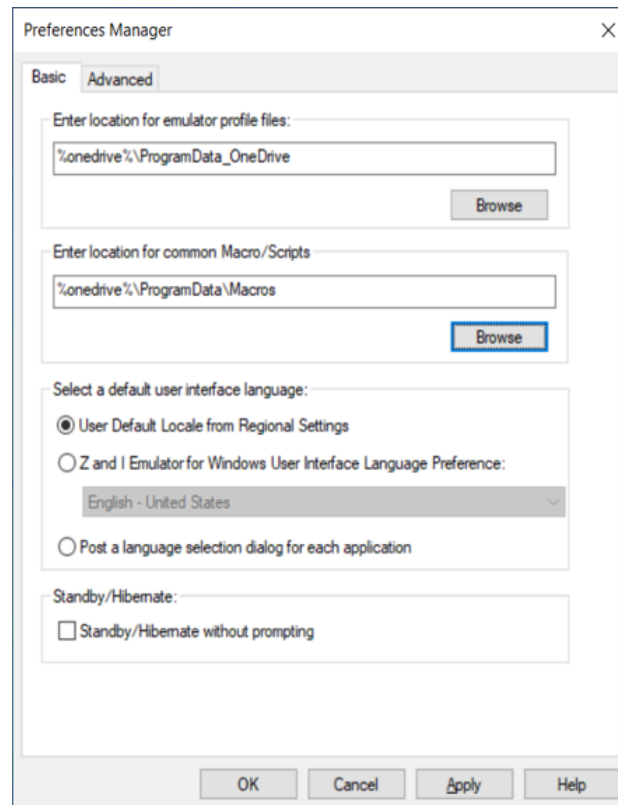 Preferences Manager
Basic
Advanced
Enter location for emulator profile files:
%onedrive%\ProgramData_OneDrive
Browse
Enter location for common Macro/Scripts
%onedrive%\ProgramData\Macros
Browse
Select a default user interface language:
User Default Locale from Regional Settings
Z and I Emulator for Windows User Interface Language Preference:
English - United States
Post a language selection dialog for each application
Standby/Hibernate:
Standby/Hibernate without prompting
OK
Cancel
Apply
Help